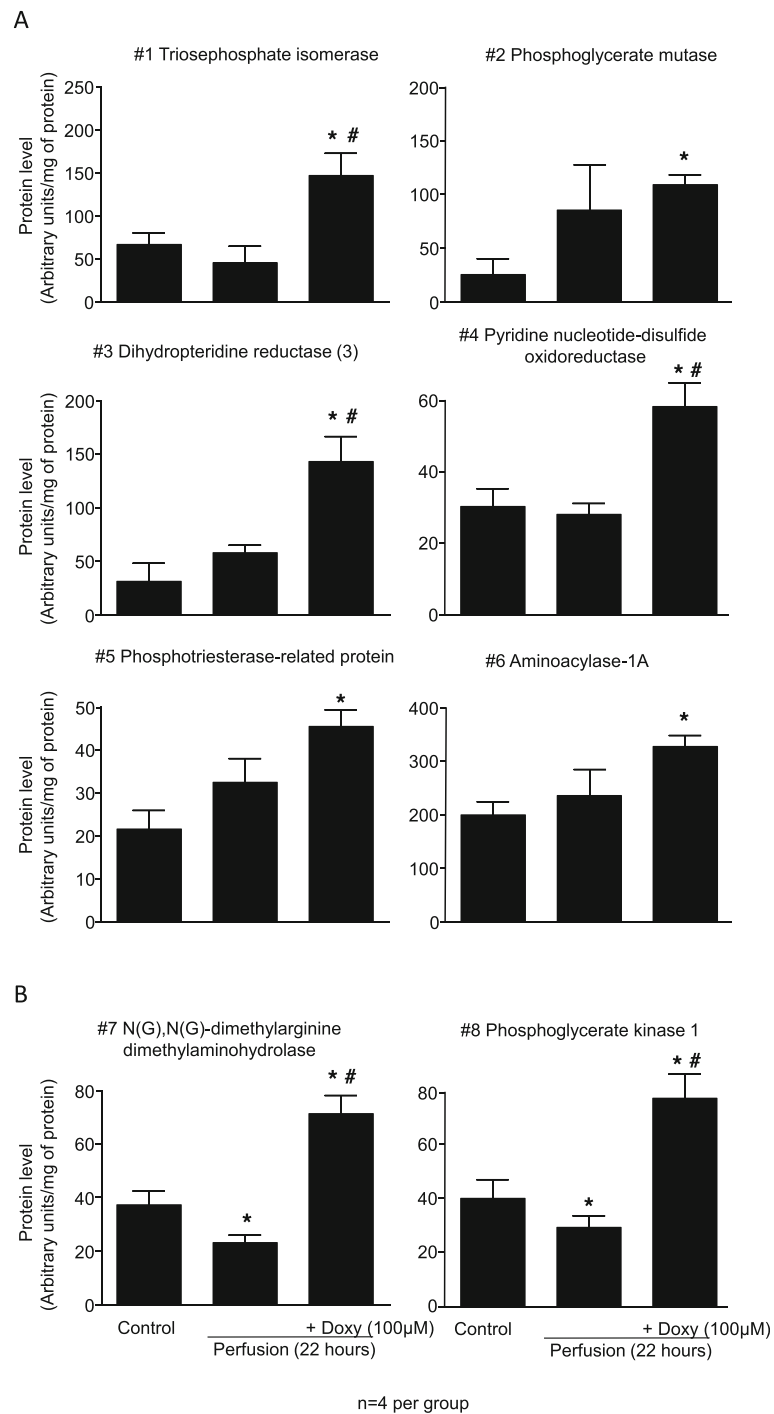 A
#1 Triosephosphate isomerase
Protein level
(Arbitrary units/mg of protein)
250
200
150
100
50
0
* #
#2 Phosphoglycerate mutase
200
150
100
50
0
*
#3 Dihydropteridine reductase (3)
Protein level
(Arbitrary units/mg of protein)
200
150
100
50
0
* #
#4 Pyridine nucleotide-disulfide
oxidoreductase
60
40
20
0
* #
#5 Phosphotriesterase-related protein
Protein level
(Arbitrary units/mg of protein)
50
40
30
20
10
0
*
#6 Aminoacylase-1A
400
300
200
100
0
*
B
#7 N(G),N(G)-dimethylarginine
dimethylaminohydrolase
Protein level
(Arbitrary units/mg of protein)
80
60
40
20
0
*
* #
Control
+ Doxy (100µM)
Perfusion (22 hours)
#8 Phosphoglycerate kinase 1
80
60
40
20
0
*
* #
Control
+ Doxy (100µM)
Perfusion (22 hours)
n=4 per group